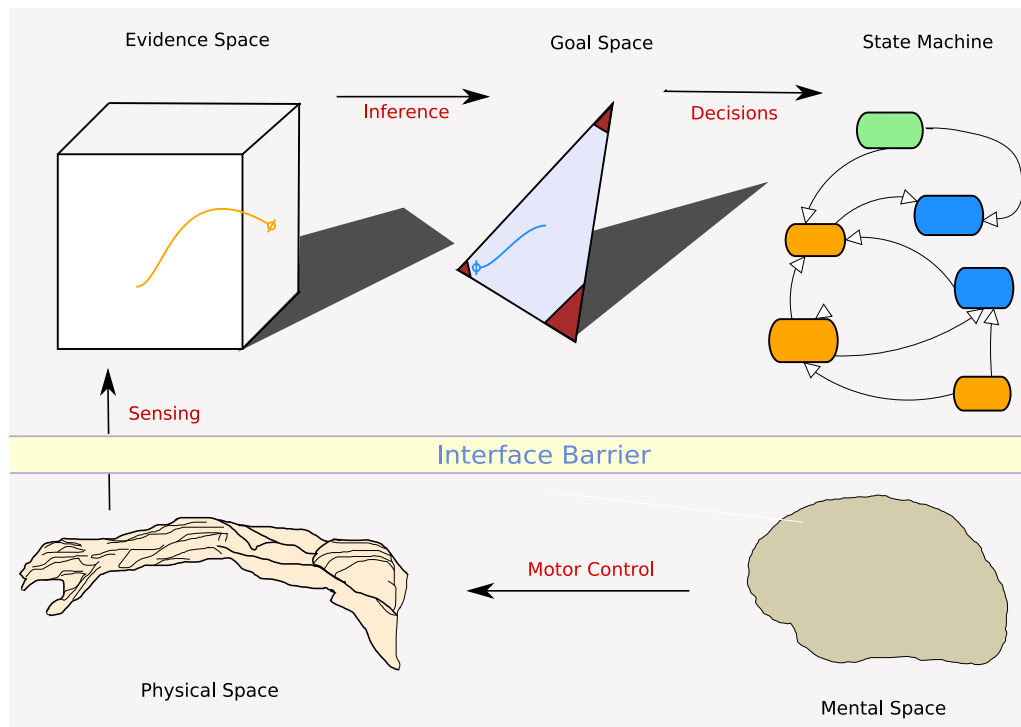 Evidence Space
Goal Space
State Machine
Inference
Decisions
Sensing
Interface Barrier
Motor Control
Physical Space
Mental Space